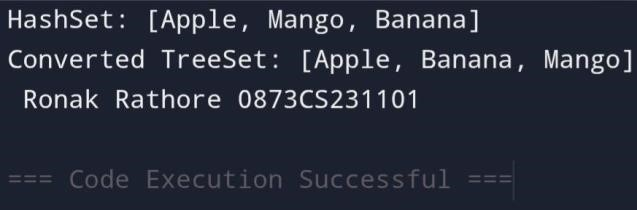 HashSet: [Apple, Mango, Banana]
Converted TreeSet: [Apple, Banana, Mango]
Ronak Rathore 0873CS231101
=== Code Execution Successful ===